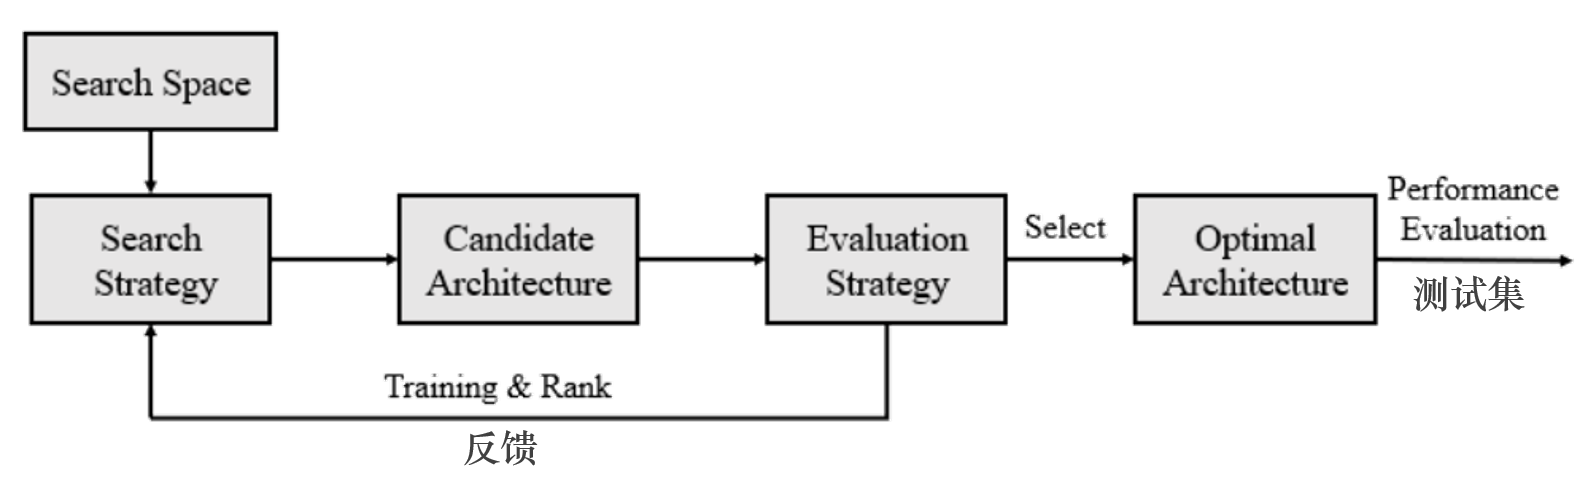 Search Space
Search
Strategy
Candidate
Architecture
Evaluation
Strategy
Select
Optimal
Architecture
Performance
Evaluation
测试集
Training & Rank
反馈